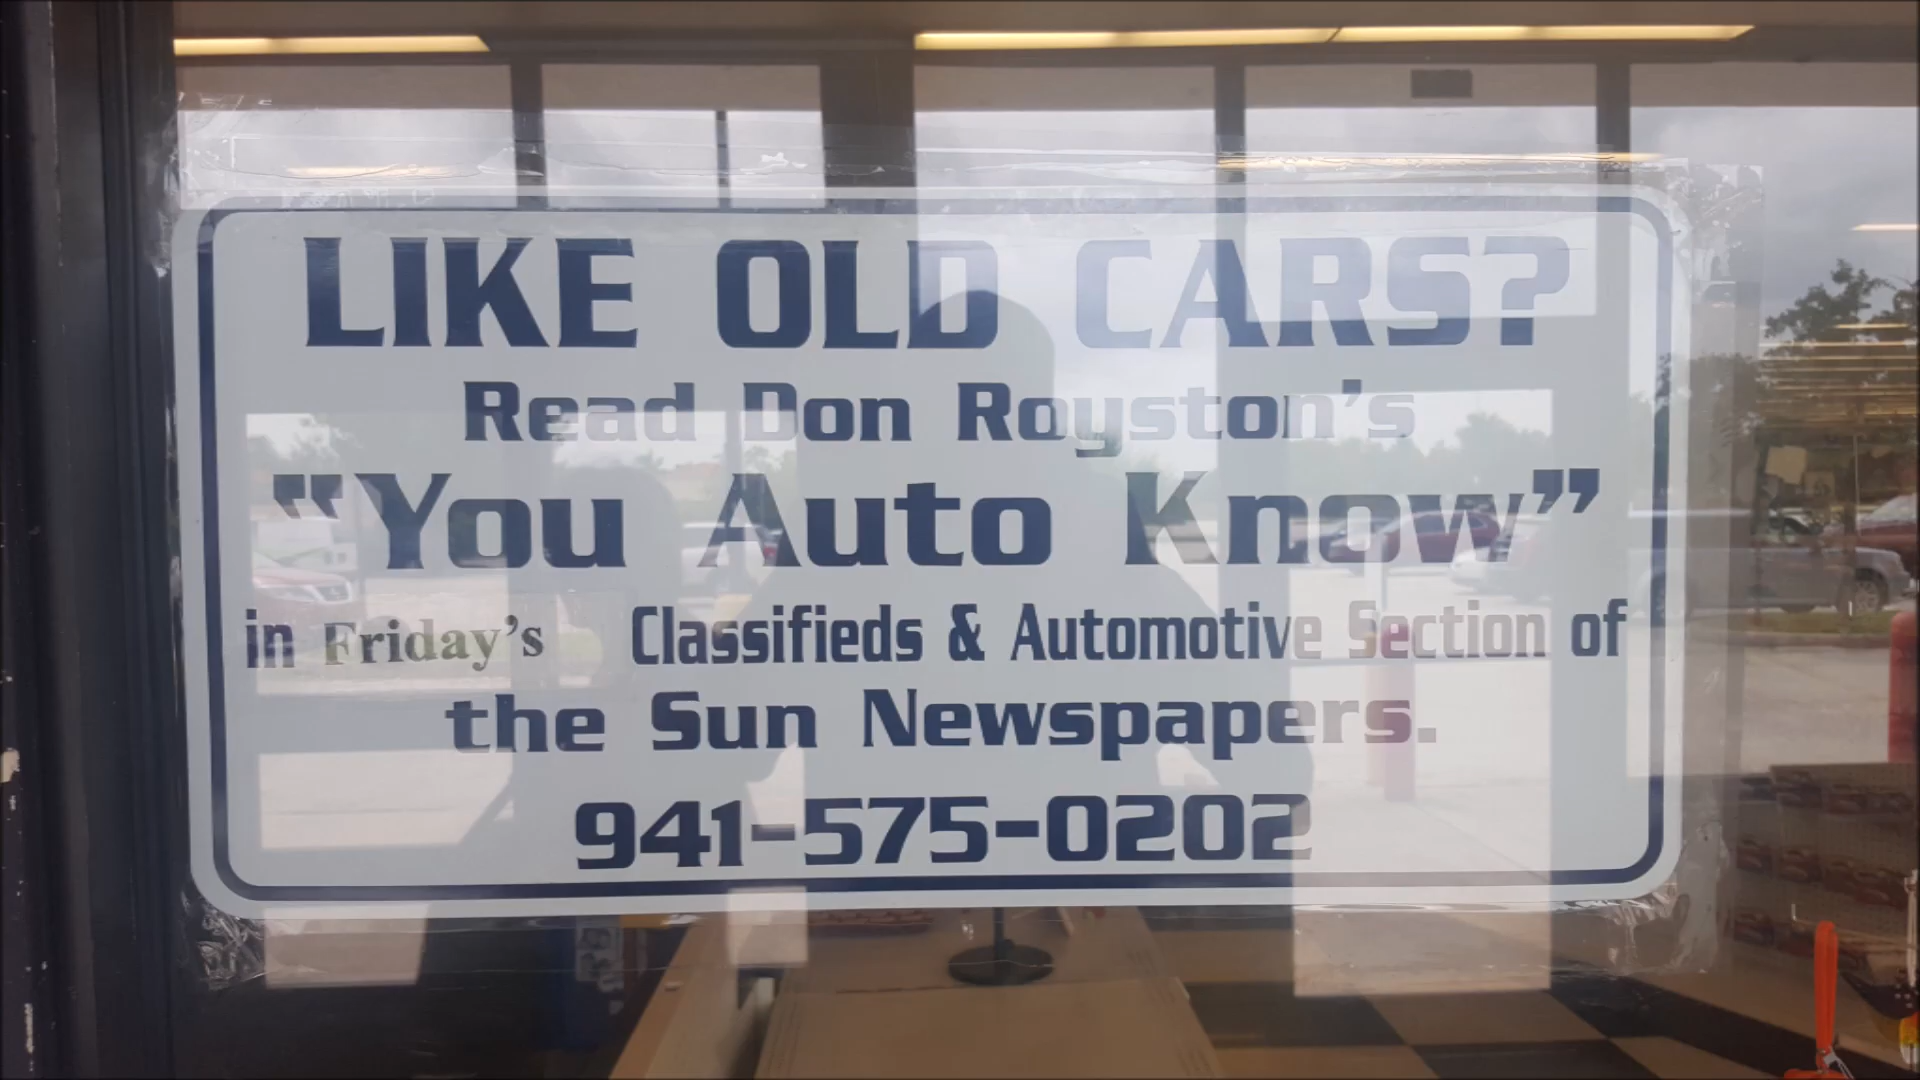 LIKE OLD CARS?
Read Don Royston's
"You Auto Know"
in Friday's Classifieds & Automotive Section of
the Sun Newspapers.
941-575-0202